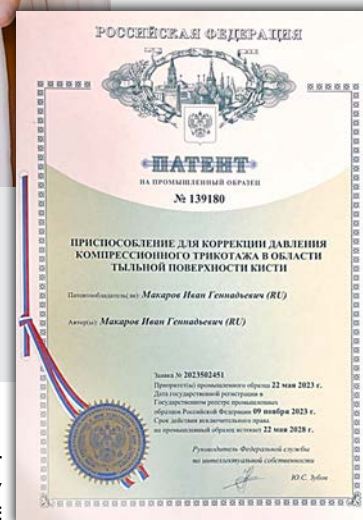 РОССИЙСКАЯ ФЕДЕРАЦИЯ
ПАТЕНТ
НА ПРОМЫШЛЕННЫЙ ОБРАЗЕЦ
№ 139180
ПРИСПОСОБЛЕНИЕ ДЛЯ КОРРЕКЦИИ ДАВЛЕНИЯ
КОМПРЕССИОННОГО ТРИКОТАЖА В ОБЛАСТИ
ТЫЛЬНОЙ ПОВЕРХНОСТИ КИСТИ
Патентообладатель(ли): Макаров Иван Геннадьевич (RU)
Автор(ы): Макаров Иван Геннадьевич (RU)
Заявка № 2023502451
Приоритет(ы) промышленного образца 22 мая 2023 г.
Дата государственной регистрации в
Государственном реестре промышленных
образцов Российской Федерации 09 ноября 2023 г.
Срок действия исключительного права
на промышленный образец истекает 22 мая 2028 г.
Руководитель Федеральной службы
по интеллектуальной собственности
Ю.С. Зубов